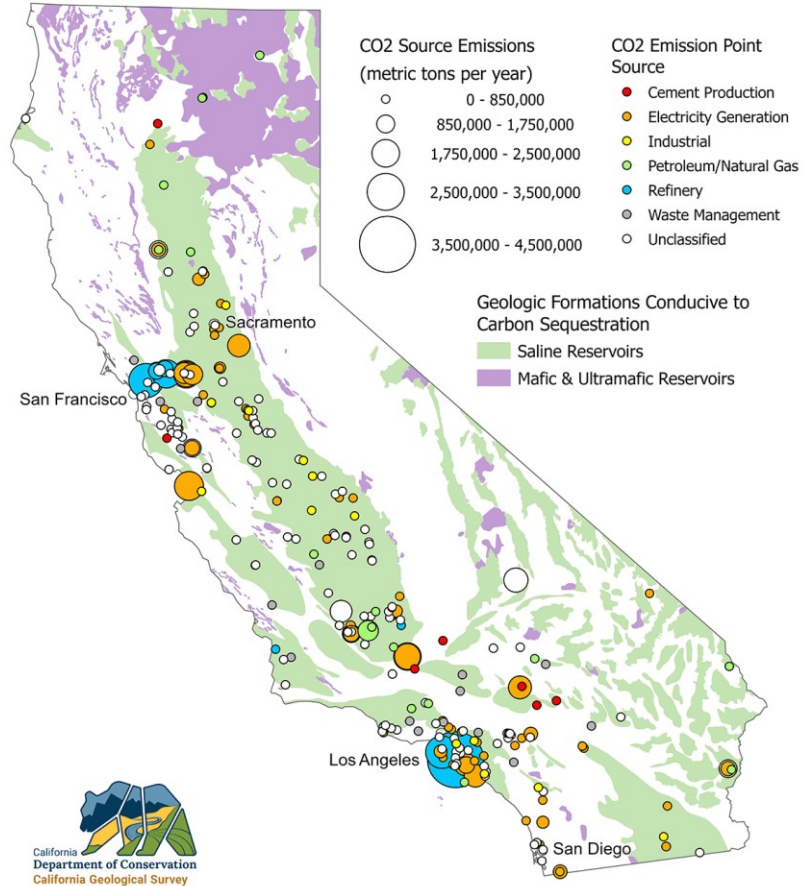 CO2 Source Emissions
(metric tons per year)
0 - 850,000
850,000 - 1,750,000
1,750,000 - 2,500,000
2,500,000 - 3,500,000
3,500,000 - 4,500,000
CO2 Emission Point
Source
Cement Production
Electricity Generation
Industrial
Petroleum/Natural Gas
Refinery
Waste Management
Unclassified
Geologic Formations Conducive to
Carbon Sequestration
Saline Reservoirs
Mafic & Ultramafic Reservoirs
Sacramento
San Francisco
Los Angeles
San Diego
California
Department of Conservation
California Geological Survey